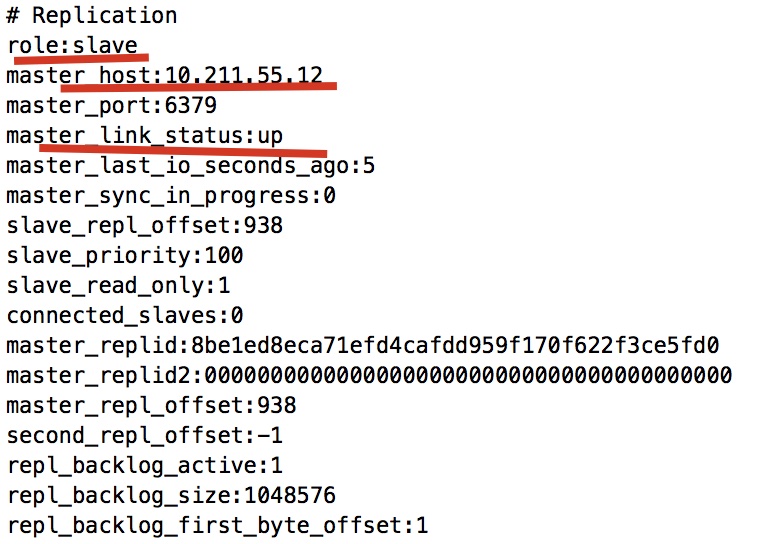 # Replication
role:slave
master_host:10.211.55.12
master_port:6379
master_link_status:up
master_last_io_seconds_ago:5
master_sync_in_progress:0
slave_repl_offset:938
slave_priority:100
slave_read_only:1
connected_slaves:0
master_replid:8be1ed8eca71efd4cafdd959f170f622f3ce5fd0
master_replid2:0000000000000000000000000000000000000000
master_repl_offset:938
second_repl_offset:-1
repl_backlog_active:1
repl_backlog_size:1048576
repl_backlog_first_byte_offset:1